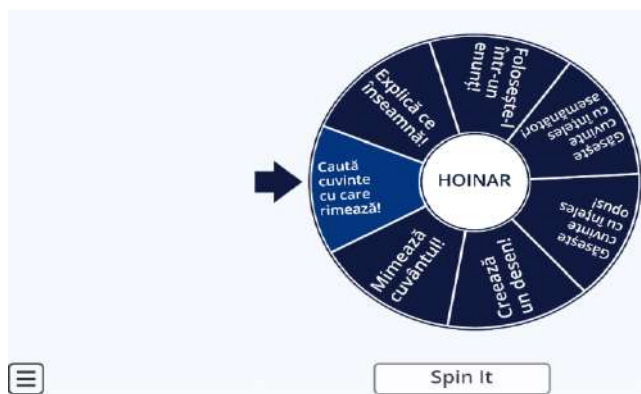 Explică ce
înseamnă!
Folosește-l
într-un
enunț!
Găsește
cuvinte
cu înțeles
asemănător!
Găsește
cuvinte
cu înțeles
opus!
Creează
un desen!
Mimează
cuvântul!
Caută
cuvinte
cu care
rimează!
HOINAR
Spin It